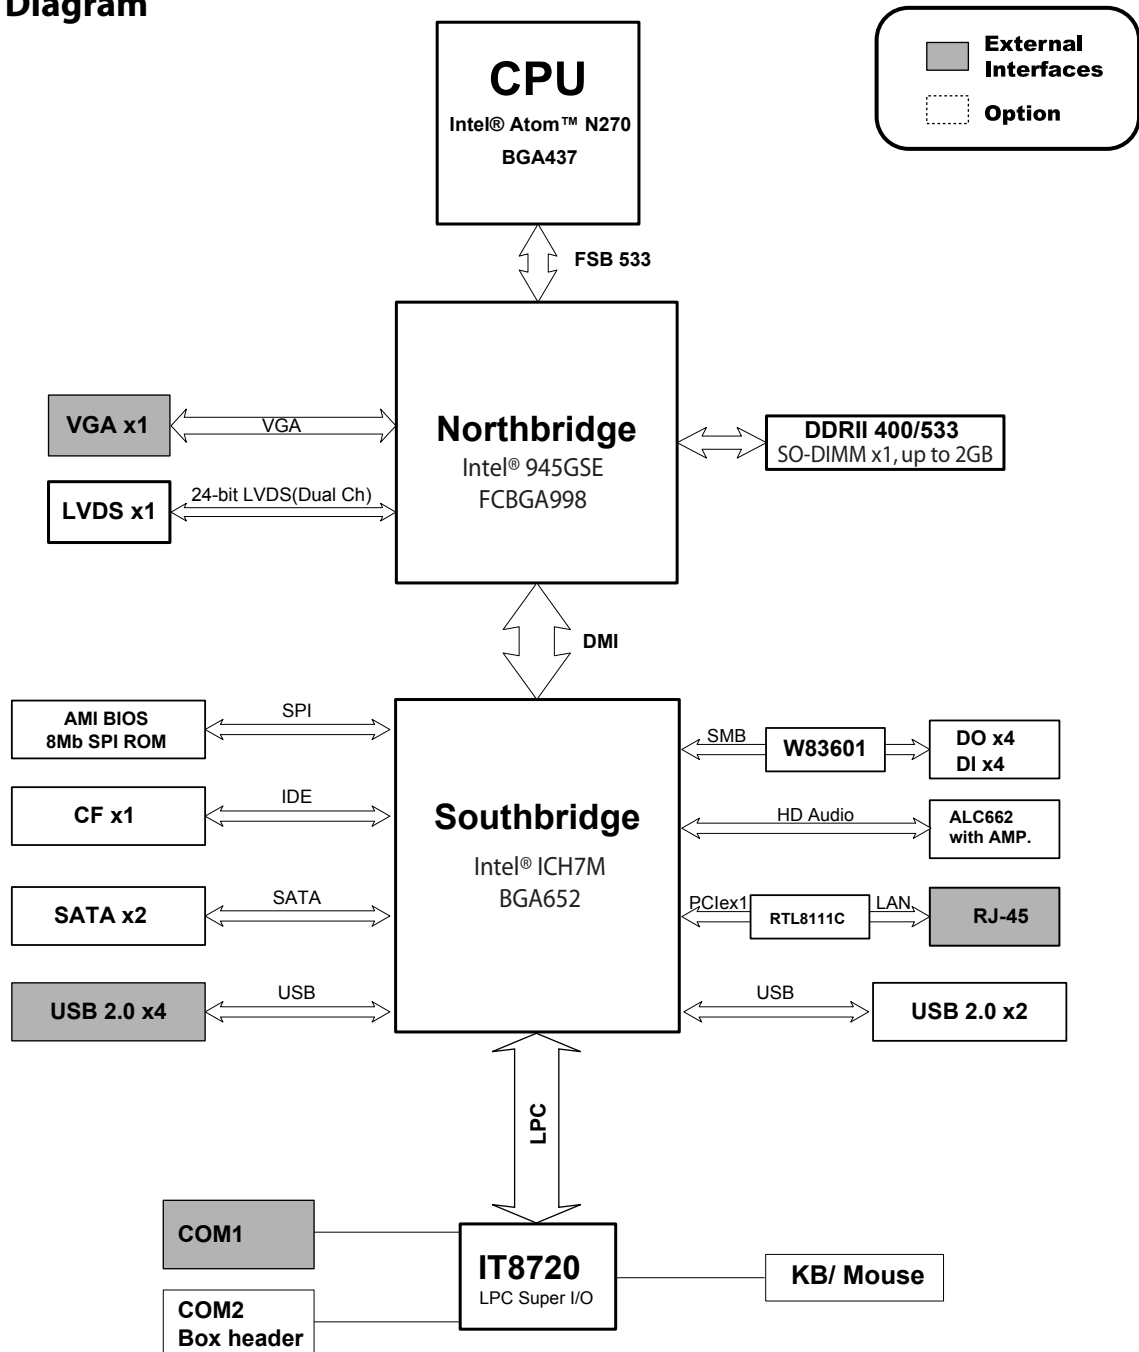 Diagram
External
Interfaces
Option
CPU
Intel® Atom™ N270
BGA437
FSB 533
VGA x1
VGA
LVDS x1
24-bit LVDS(Dual Ch)
Northbridge
Intel® 945GSE
FCBGA998
DDRII 400/533
SO-DIMM x1, up to 2GB
DMI
AMI BIOS
8Mb SPI ROM
SPI
CF x1
IDE
SATA x2
SATA
USB 2.0 x4
USB
Southbridge
Intel® ICH7M
BGA652
SMB
W83601
DO x4
DI x4
HD Audio
ALC662
with AMP.
PCIex1
RTL8111C
LAN
RJ-45
USB
USB 2.0 x2
LPC
COM1
COM2
Box header
IT8720
LPC Super I/O
KB/ Mouse